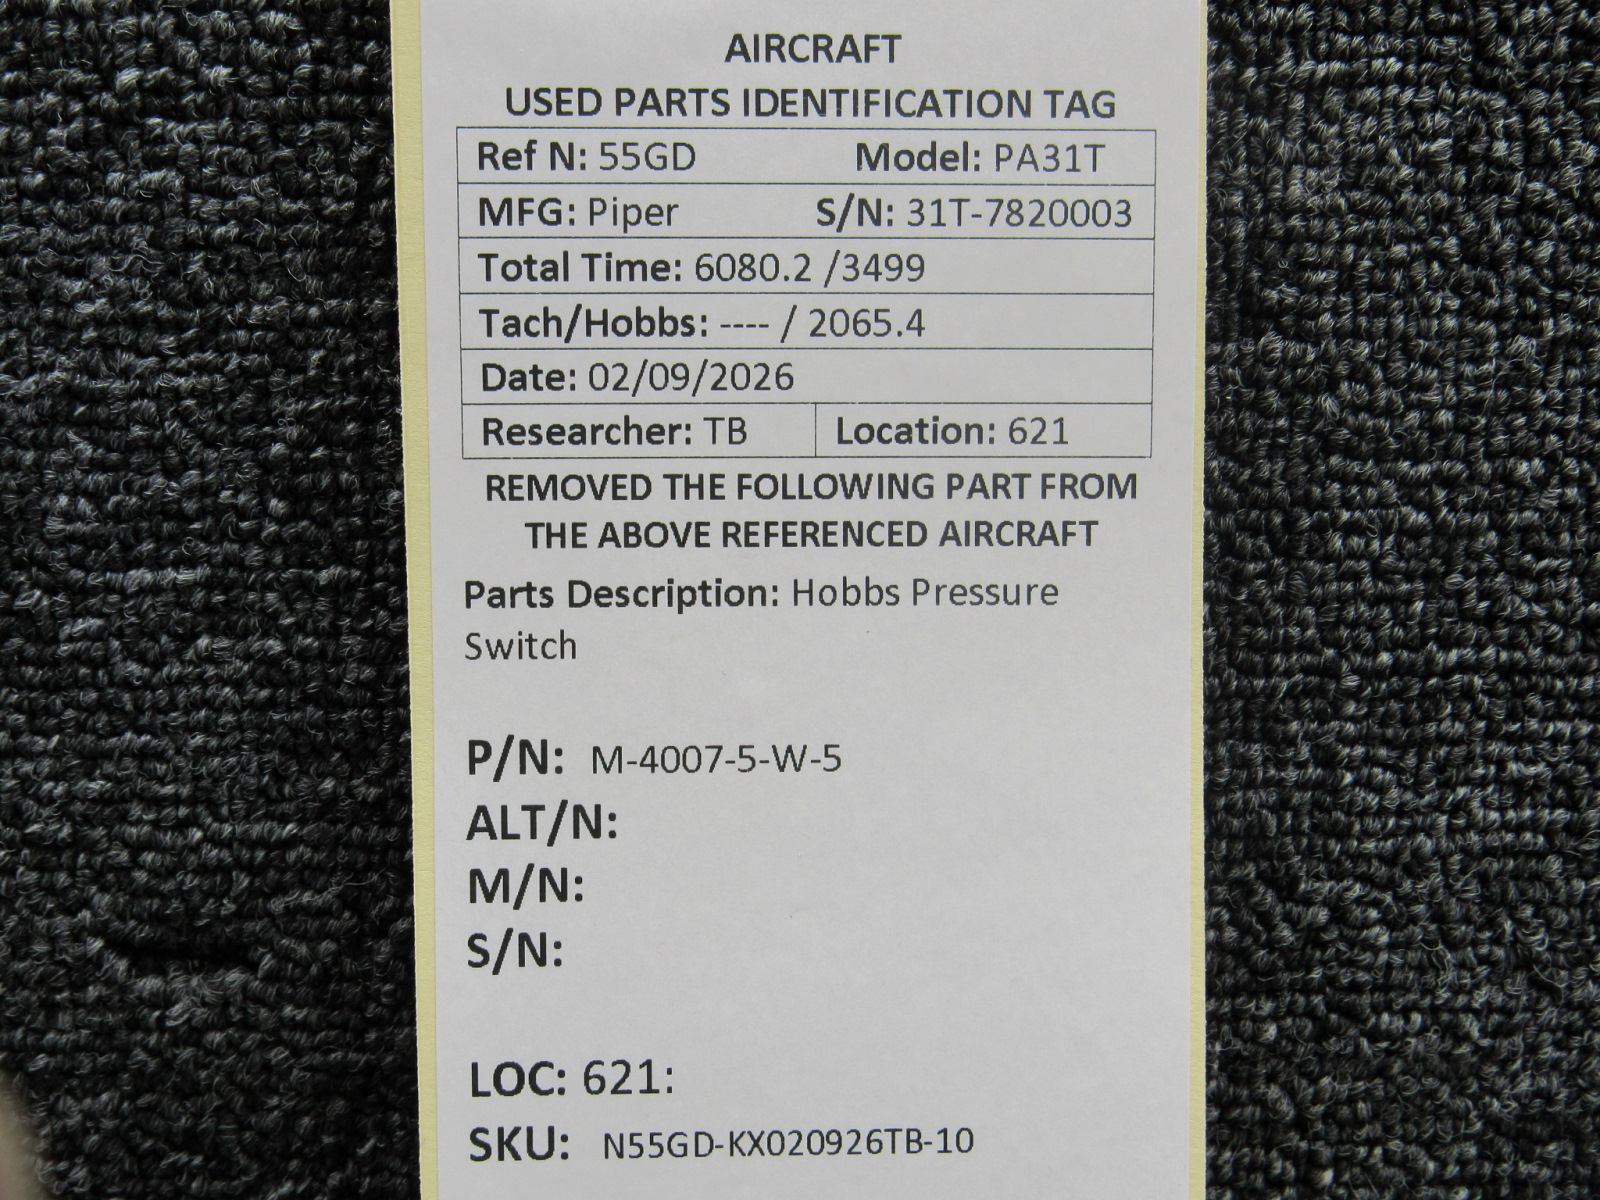 AIRCRAFT
USED PARTS IDENTIFICATION TAG
Ref N: 55GD Model: PA31T
MFG: Piper S/N: 31T-7820003
Total Time: 6080.2 /3499
Tach/Hobbs: ---- / 2065.4
Date: 02/09/2026
Researcher: TB Location: 621
REMOVED THE FOLLOWING PART FROM
THE ABOVE REFERENCED AIRCRAFT
Parts Description: Hobbs Pressure
Switch
P/N: M-4007-5-W-5
ALT/N:
M/N:
S/N:
LOC: 621:
SKU: N55GD-KX020926TB-10